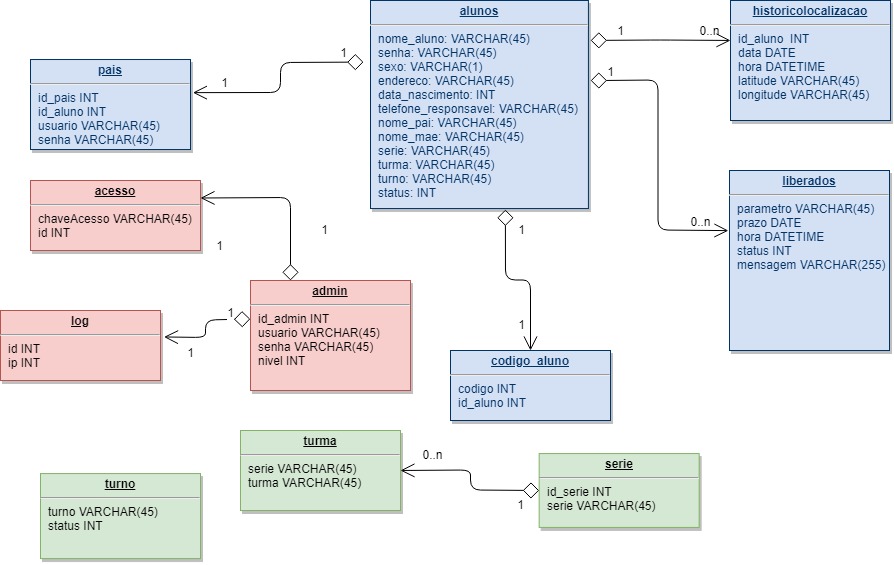 alunos
nome_aluno: VARCHAR(45)
senha: VARCHAR(45)
sexo: VARCHAR(1)
endereco: VARCHAR(45)
data_nascimento: INT
telefone_responsavel: VARCHAR(45)
nome_pai: VARCHAR(45)
nome_mae: VARCHAR(45)
serie: VARCHAR(45)
turma: VARCHAR(45)
turno: VARCHAR(45)
status: INT
1
0..n
historicolocalizacao
id_aluno INT
data DATE
hora DATETIME
latitude VARCHAR(45)
longitude VARCHAR(45)
1
1
pais
id_pais INT
id_aluno INT
usuario VARCHAR(45)
senha VARCHAR(45)
1
0..n
liberados
parametro VARCHAR(45)
prazo DATE
hora DATETIME
status INT
mensagem VARCHAR(255)
acesso
chaveAcesso VARCHAR(45)
id INT
1
1
1
1
admin
id_admin INT
usuario VARCHAR(45)
senha VARCHAR(45)
nivel INT
1
1
log
id INT
ip INT
codigo_aluno
codigo INT
id_aluno INT
turma
serie VARCHAR(45)
turma VARCHAR(45)
0..n
1
serie
id_serie INT
serie VARCHAR(45)
turno
turno VARCHAR(45)
status INT